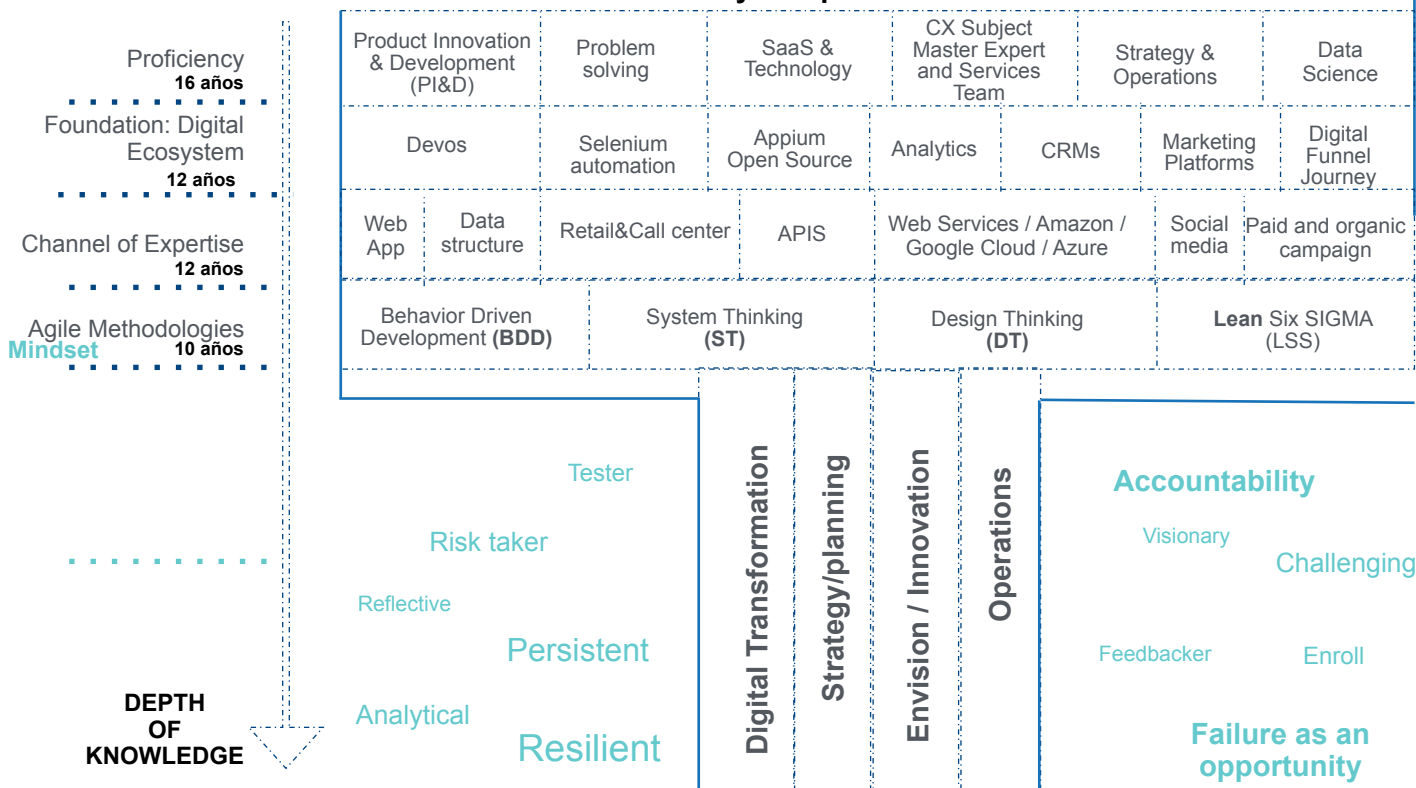 Proficiency
16 años
Product Innovation
& Development
(PI&D)
Problem
solving
SaaS &
Technology
CX Subject
Master Expert
and Services
Team
Strategy &
Operations
Data
Science
Foundation: Digital
Ecosystem
12 años
Devos
Selenium
automation
Appium
Open Source
Analytics
CRMs
Marketing
Platforms
Digital
Funnel
Journey
Channel of Expertise
12 años
Web
App
Data
structure
Retail&Call center
APIS
Web Services / Amazon /
Google Cloud / Azure
Social
media
Paid and organic
campaign
Agile Methodologies
Mindset
10 años
Behavior Driven
Development (BDD)
System Thinking
(ST)
Design Thinking
(DT)
Lean Six SIGMA
(LSS)
Tester
Risk taker
Reflective
Persistent
Analytical
Resilient
Digital Transformation
Strategy/planning
Envision / Innovation
Operations
Accountability
Visionary
Challenging
Feedbacker
Enroll
Failure as an
opportunity
DEPTH
OF
KNOWLEDGE